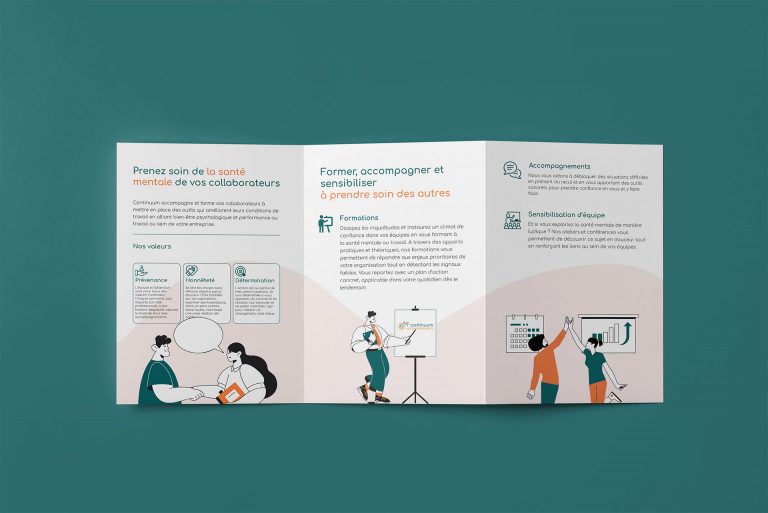 Prenez soin de la santé
mentale de vos collaborateurs
Continuum accompagne et forme vos collaborateurs à
mettre en place des outils qui améliorent leurs conditions de
travail en alliant bien-être psychologique et performance au
travail au sein de votre entreprise.
Nos valeurs
Prévenance
Honnêteté
Détermination
Former, accompagner et
sensibiliser
à prendre soin des autres
Formations
Dissipez les inquiétudes et instaurez un climat de
confiance dans vos équipes en vous formant à
la santé mentale au travail. A travers des apports
pratiques et théoriques, nos formations vous
permettent de répondre aux enjeux prioritaires de
votre organisation tout en détectant les signaux
faibles. Vous repartez avec un plan d'action
concret, applicable dans votre quotidien dès le
lendemain.
continuum
Accompagnements
Nous vous aidons à débloquer des situations difficiles
en prenant du recul et en vous apportant des outils
concrets pour prendre confiance en vous et y faire
face.
Sensibilisation d'équipe
Et si vous exploriez la santé mentale de manière
ludique ? Nos ateliers et conférences vous
permettent de découvrir ce sujet en douceur tout
en renforçant les liens au sein de vos équipes.